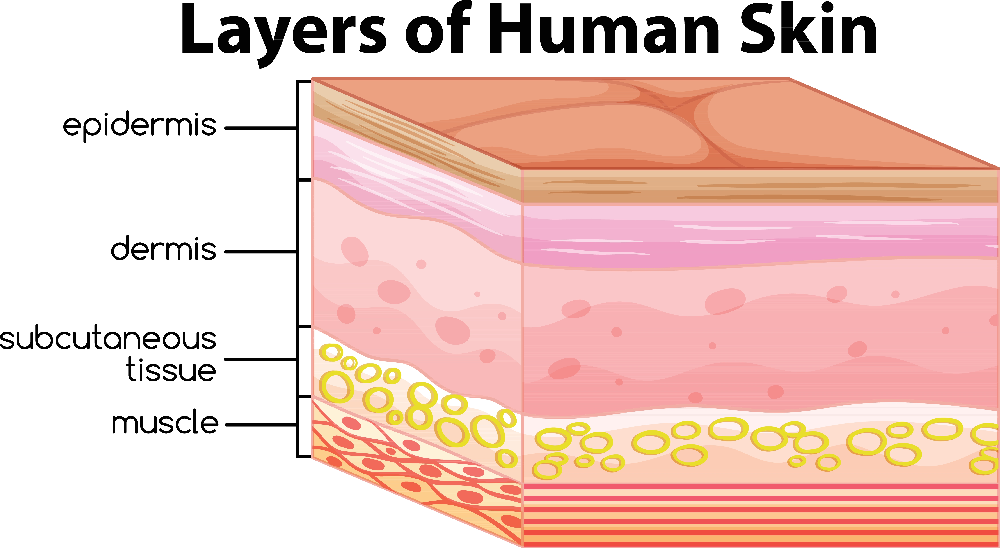 Layers of Human Skin
epidermis
dermis
subcutaneous
tissue
muscle